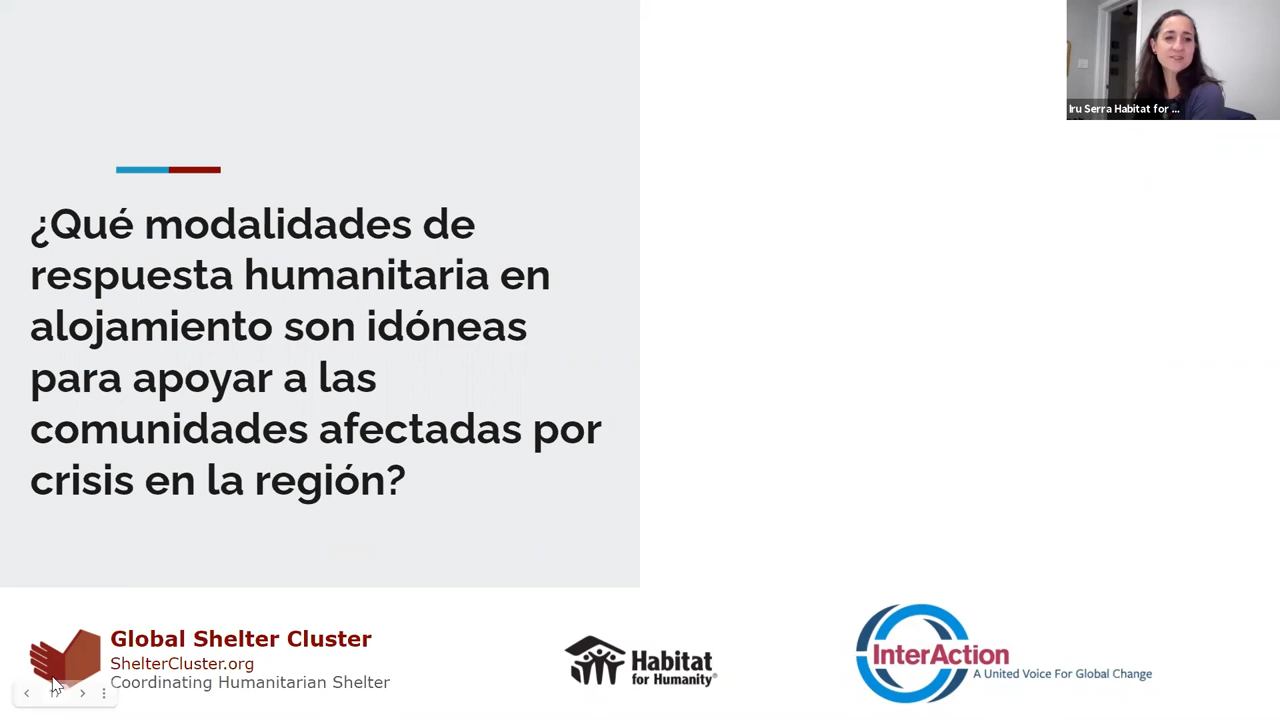 Iru Serra Habitat for ...
¿Qué modalidades de
respuesta humanitaria en
alojamiento son idóneas
para apoyar a las
comunidades afectadas por
crisis en la región?
Global Shelter Cluster
ShelterCluster.org
Coordinating Humanitarian Shelter
Habitat
for Humanity®
InterAction
A United Voice For Global Change